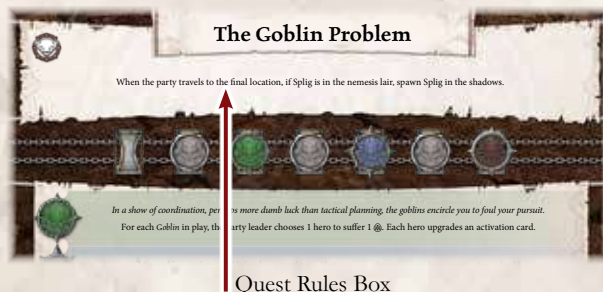 The Goblin Problem
When the party travels to the final location, if Splig is in the nemesis lair, spawn Splig in the shadows.
In a show of coordination, more dumb luck than tactical planning, the goblins encircle you to foul your pursuit.
For each Goblin in play, the party leader chooses 1 hero to suffer 1 . Each hero upgrades an activation card.
Quest Rules Box